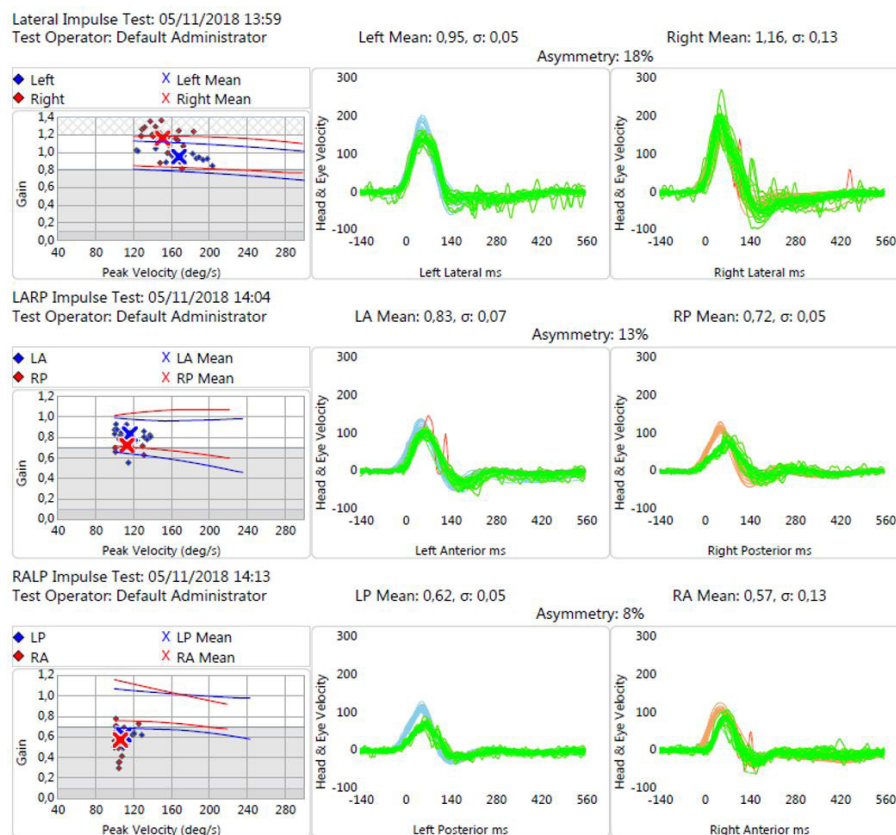 Lateral Impulse Test: 05/11/2018 13:59
Test Operator: Default Administrator
Left Mean: 0,95, σ: 0,05
Right Mean: 1,16, σ: 0,13
Asymmetry: 18%
◆ Left X Left Mean
◆ Right X Right Mean
Gain
1,4
1,2
1,0
0,8
0,6
0,4
0,2
0,0
40 80 120 160 200 240 280
Peak Velocity (deg/s)
Head & Eye Velocity
300
200
100
0
-100
-140 0 140 280 420 560
Left Lateral ms
Head & Eye Velocity
300
200
100
0
-100
-140 0 140 280 420 560
Right Lateral ms
LARP Impulse Test: 05/11/2018 14:04
Test Operator: Default Administrator
LA Mean: 0,83, σ: 0,07
RP Mean: 0,72, σ: 0,05
Asymmetry: 13%
◆ LA X LA Mean
◆ RP X RP Mean
Gain
1,2
1,0
0,8
0,6
0,4
0,2
0,0
40 80 120 160 200 240 280
Peak Velocity (deg/s)
Head & Eye Velocity
300
200
100
0
-100
-140 0 140 280 420 560
Left Anterior ms
Head & Eye Velocity
300
200
100
0
-100
-140 0 140 280 420 560
Right Posterior ms
RALP Impulse Test: 05/11/2018 14:13
Test Operator: Default Administrator
LP Mean: 0,62, σ: 0,05
RA Mean: 0,57, σ: 0,13
Asymmetry: 8%
◆ LP X LP Mean
◆ RA X RA Mean
Gain
1,2
1,0
0,8
0,6
0,4
0,2
0,0
40 80 120 160 200 240 280
Peak Velocity (deg/s)
Head & Eye Velocity
300
200
100
0
-100
-140 0 140 280 420 560
Left Posterior ms
Head & Eye Velocity
300
200
100
0
-100
-140 0 140 280 420 560
Right Anterior ms